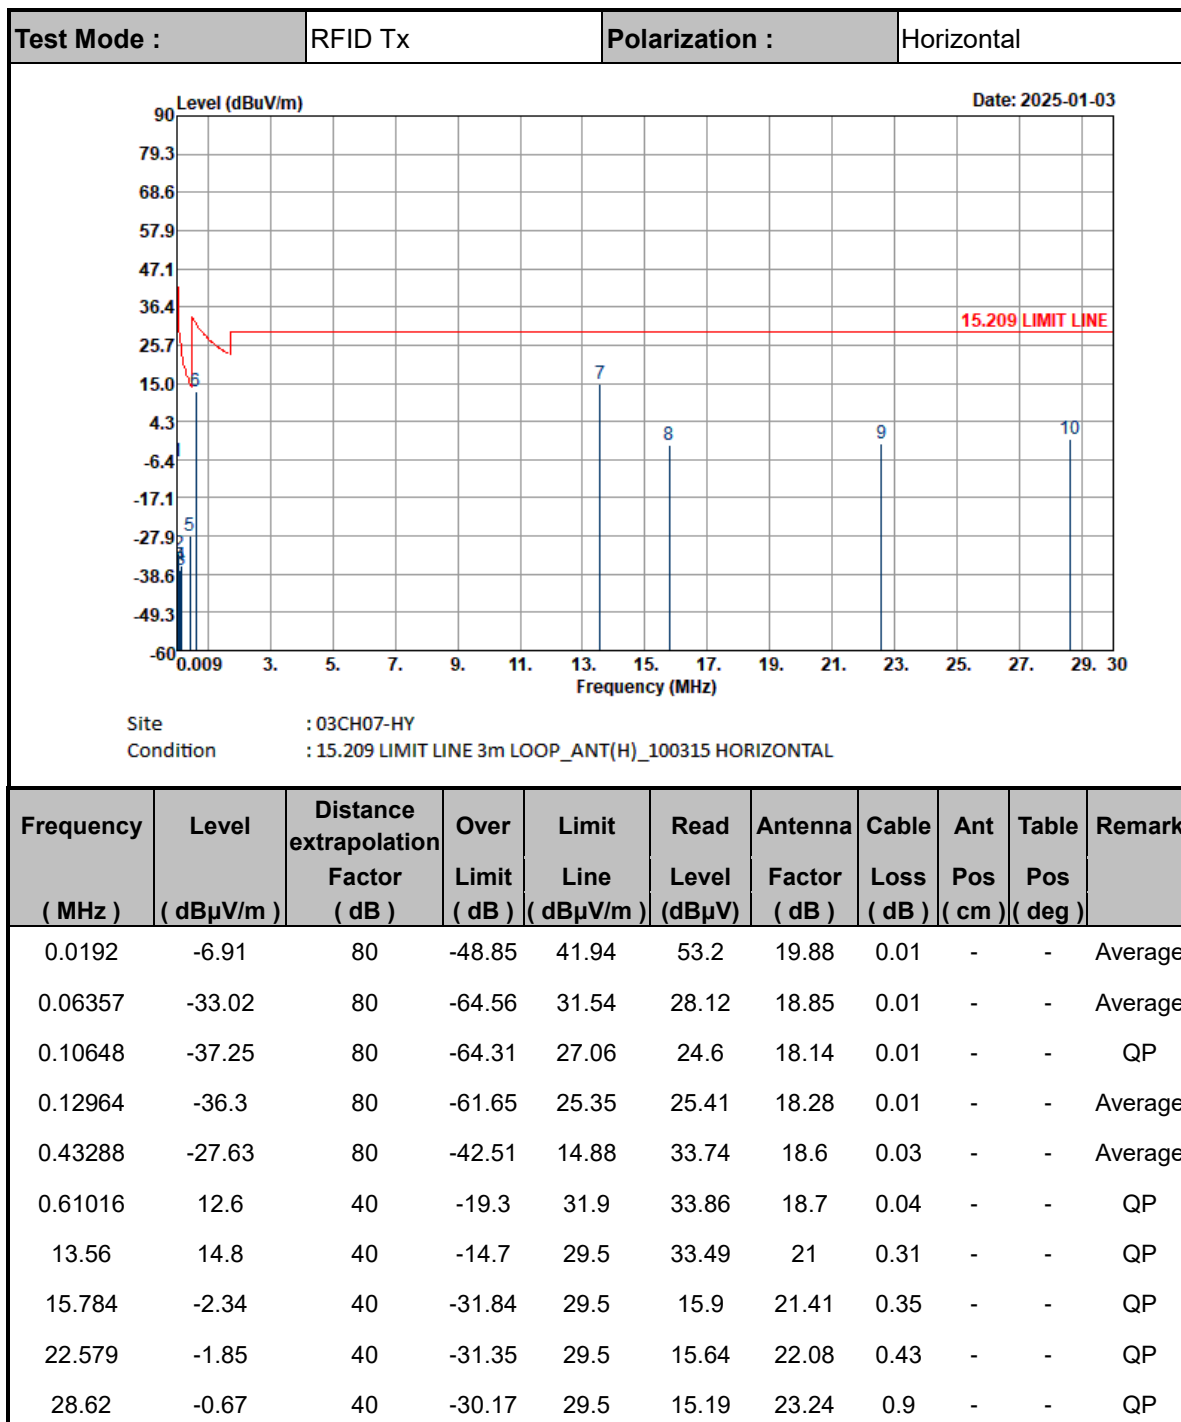 Test Mode : RFID Tx Polarization : Horizontal
Level (dBuV/m) Date: 2025-01-03
90
79.3
68.6
57.9
47.1
36.4
15.209 LIMIT LINE
25.7
15.0
6
7
4.3
8
9
10
-6.4
-17.1
5
-27.9
2
-38.6
-49.3
-60
0.009 3. 5. 7. 9. 11. 13. 15. 17. 19. 21. 23. 25. 27. 29. 30
Frequency (MHz)
Site : 03CH07-HY
Condition : 15.209 LIMIT LINE 3m LOOP_ANT(H)_100315 HORIZONTAL
Frequency Level Distance extrapolation Over Limit Read Antenna Cable Ant Table Remark
Factor Limit Line Level Factor Loss Pos Pos
( MHz ) ( dBµV/m ) ( dB ) ( dB ) ( dBµV/m ) (dBµV) ( dB ) ( dB ) ( cm ) ( deg )
0.0192 -6.91 80 -48.85 41.94 53.2 19.88 0.01 - - Average
0.06357 -33.02 80 -64.56 31.54 28.12 18.85 0.01 - - Average
0.10648 -37.25 80 -64.31 27.06 24.6 18.14 0.01 - - QP
0.12964 -36.3 80 -61.65 25.35 25.41 18.28 0.01 - - Average
0.43288 -27.63 80 -42.51 14.88 33.74 18.6 0.03 - - Average
0.61016 12.6 40 -19.3 31.9 33.86 18.7 0.04 - - QP
13.56 14.8 40 -14.7 29.5 33.49 21 0.31 - - QP
15.784 -2.34 40 -31.84 29.5 15.9 21.41 0.35 - - QP
22.579 -1.85 40 -31.35 29.5 15.64 22.08 0.43 - - QP
28.62 -0.67 40 -30.17 29.5 15.19 23.24 0.9 - - QP